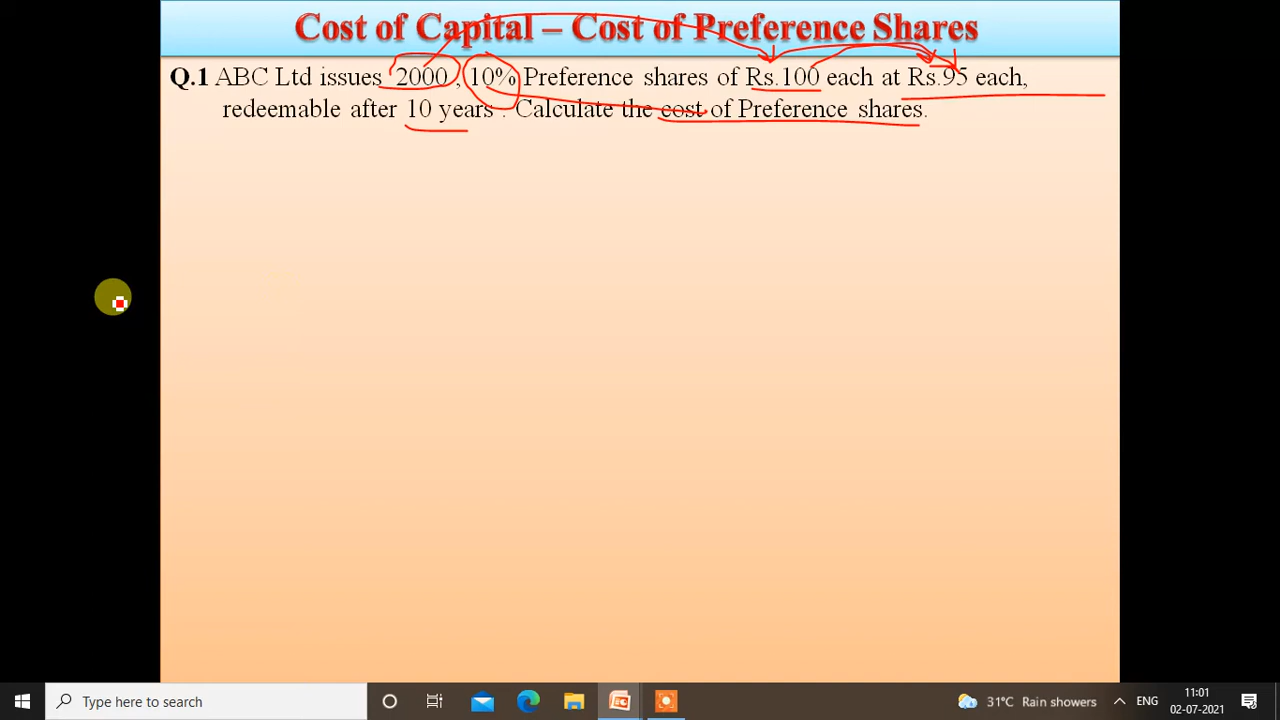 Cost of Capital – Cost of Preference Shares
Q.1 ABC Ltd issues 2000 , 10% Preference shares of Rs.100 each at Rs.95 each,
redeemable after 10 years . Calculate the cost of Preference shares.
Type here to search
31°C Rain showers
ENG
11:01
02-07-2021